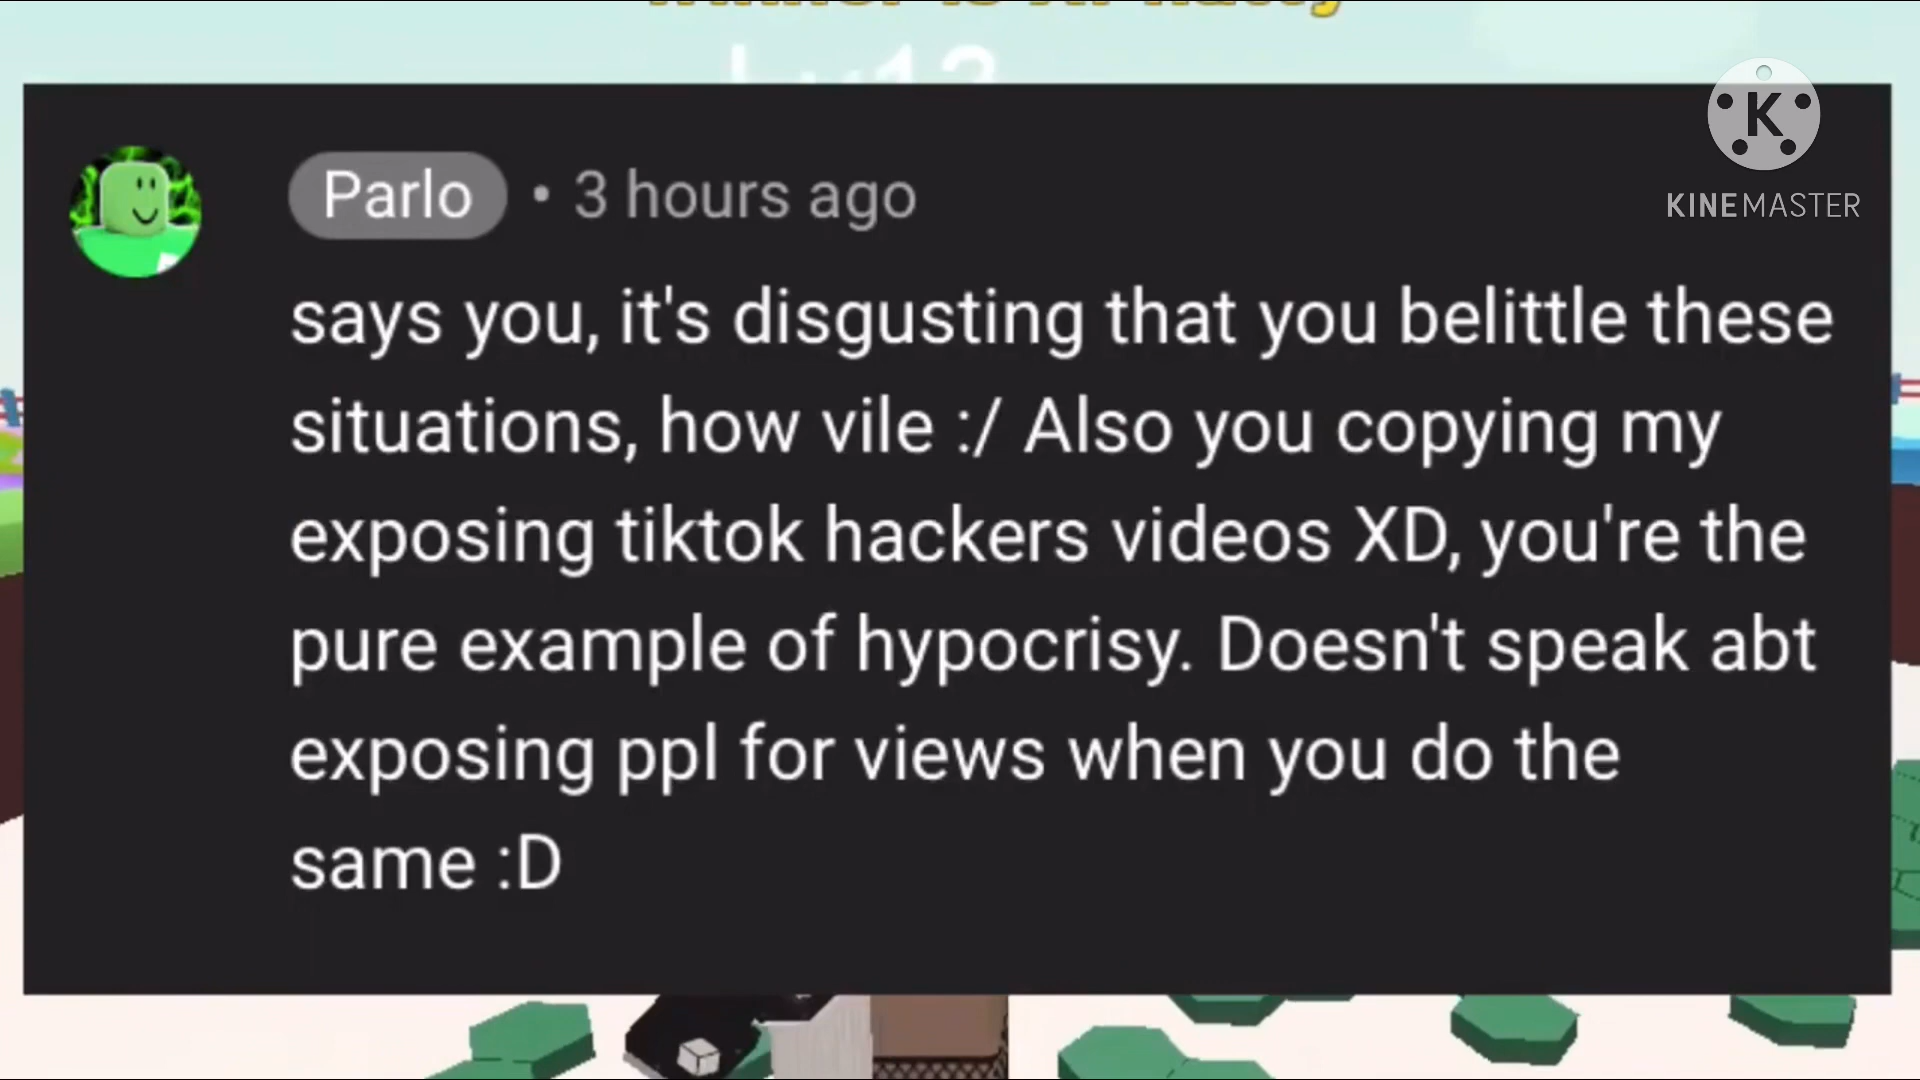 Parlo • 3 hours ago
says you, it's disgusting that you belittle these
situations, how vile :/ Also you copying my
exposing tiktok hackers videos XD, you're the
pure example of hypocrisy. Doesn't speak abt
exposing ppl for views when you do the
same :D
K
KINEMASTER